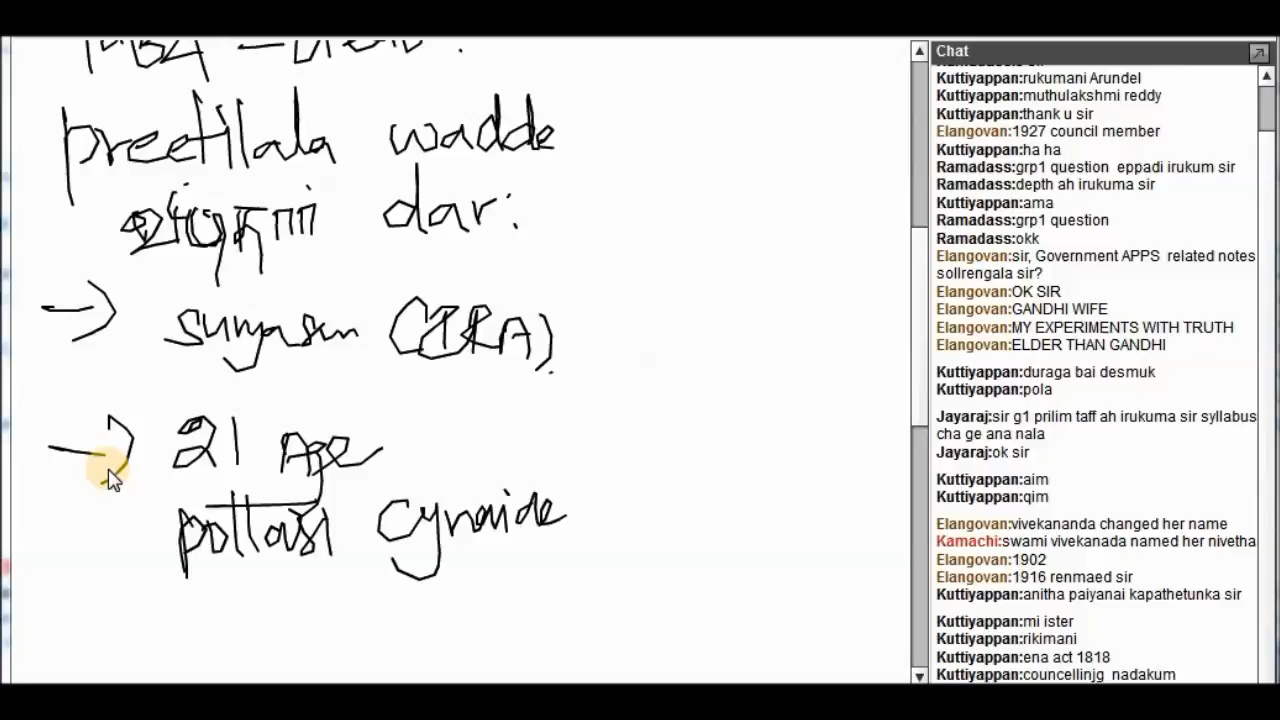 preetilala wadde
dar:
→ suryasen (IRA).
→ 21 Age
pottasi Cynaide
Chat
Kuttiyappan:rukumani Arundel
Kuttiyappan:muthulakshmi reddy
Kuttiyappan:thank u sir
Elangovan:1927 council member
Kuttiyappan:ha ha
Ramadass:grp1 question eppadi irukum sir
Ramadass:depth ah irukuma sir
Kuttiyappan:ama
Ramadass:grp1 question
Ramadass:okk
Elangovan:sir, Government APPS related notes
sollrengala sir?
Elangovan:OK SIR
Elangovan:GANDHI WIFE
Elangovan:MY EXPERIMENTS WITH TRUTH
Elangovan:ELDER THAN GANDHI
Kuttiyappan:duraga bai desmuk
Kuttiyappan:pola
Jayaraj:sir g1 prilim taff ah irukuma sir syllabus
cha ge ana nala
Jayaraj:ok sir
Kuttiyappan:aim
Kuttiyappan:qim
Elangovan:vivekananda changed her name
Kamachi:swami vivekanada named her nivetha
Elangovan:1902
Elangovan:1916 renmaed sir
Kuttiyappan:anitha paiyanai kapathetunka sir
Kuttiyappan:mi ister
Kuttiyappan:rikimani
Kuttiyappan:ena act 1818
Kuttiyappan:councellinjg nadakum